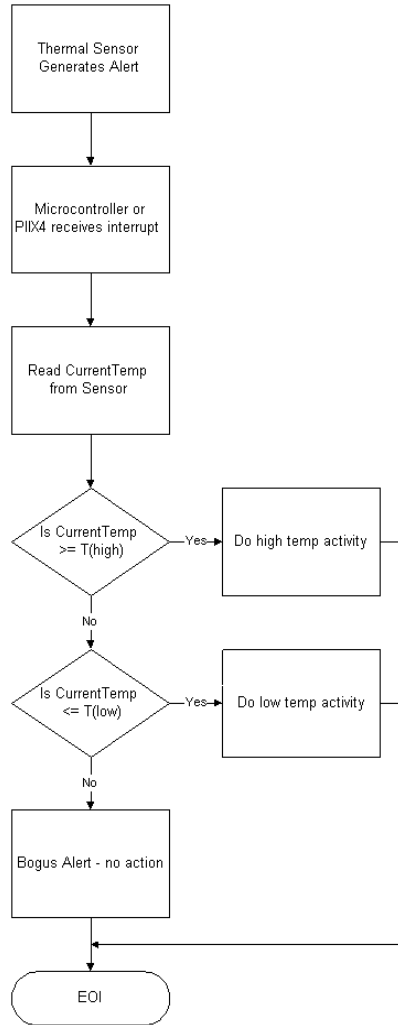 Thermal Sensor
Generates Alert
Microcontroller or
PIIX4 receives interrupt
Read CurrentTemp
from Sensor
Is CurrentTemp
>= T(high)
Yes
Do high temp activity
No
Is CurrentTemp
<= T(low)
Yes
Do low temp activity
No
Bogus Alert - no action
EOI